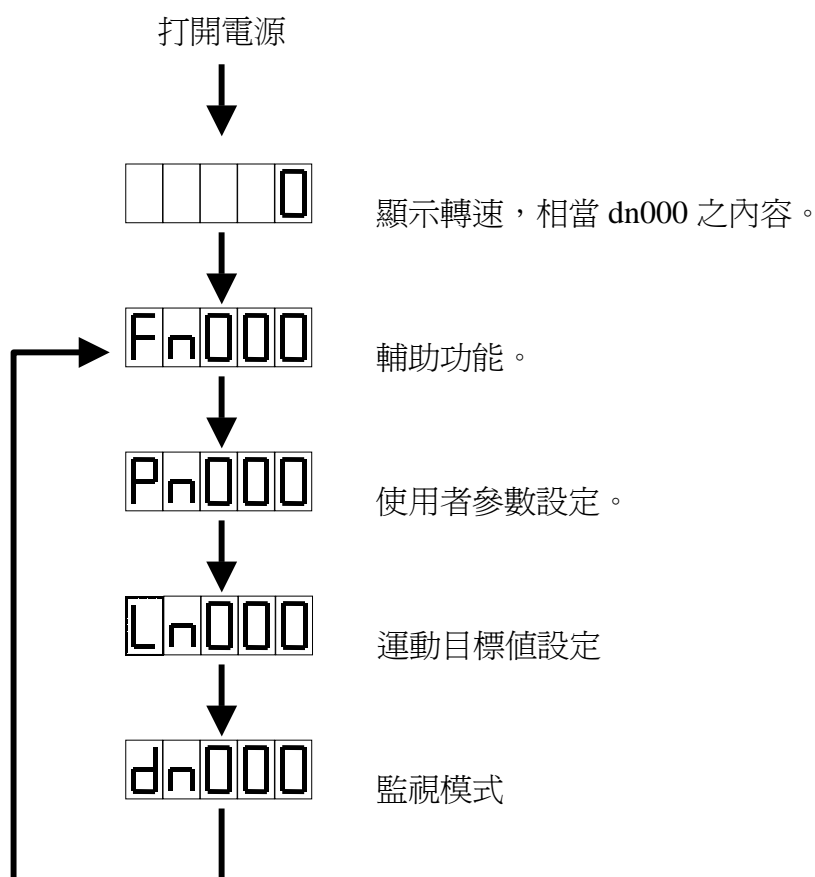 打開電源
0 顯示轉速，相當 dn000 之內容。
Fn000 輔助功能。
Pn000 使用者參數設定。
Ln000 運動目標值設定
dn000 監視模式